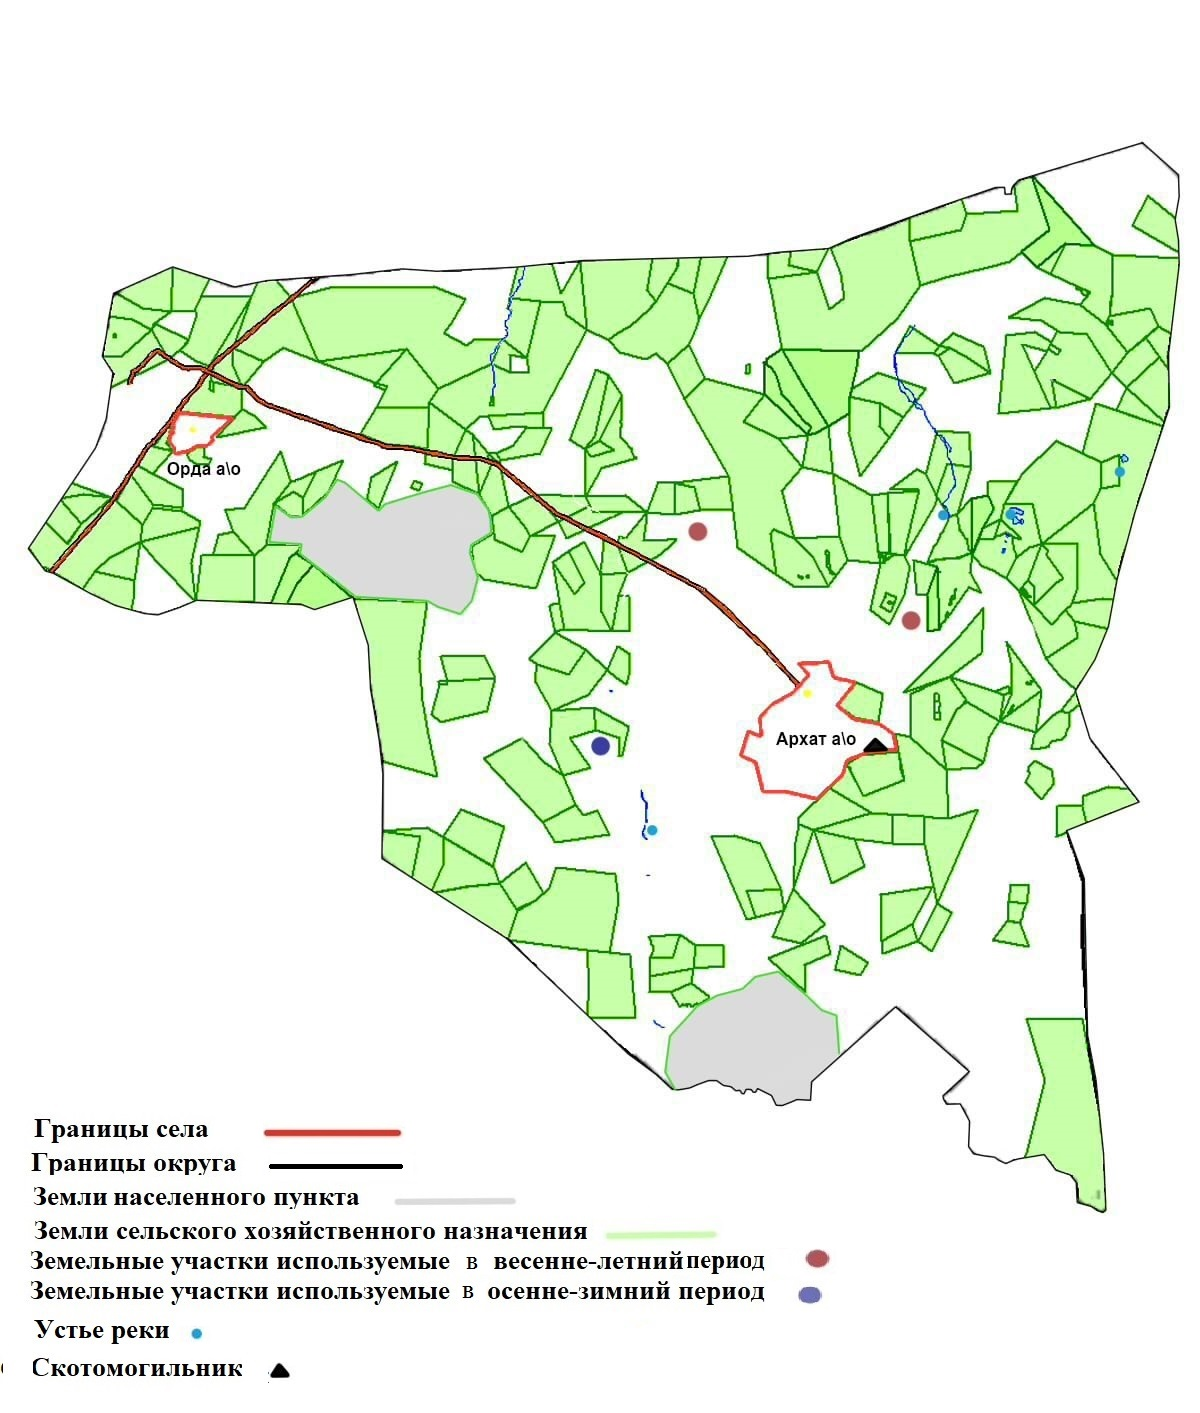 Орда а\о
Архат а\о
Границы села
Границы округа
Земли населенного пункта
Земли сельского хозяйственного назначения
Земельные участки используемые в весенне-летний период
Земельные участки используемые в осенне-зимний период
Устье реки
Скотомогильник